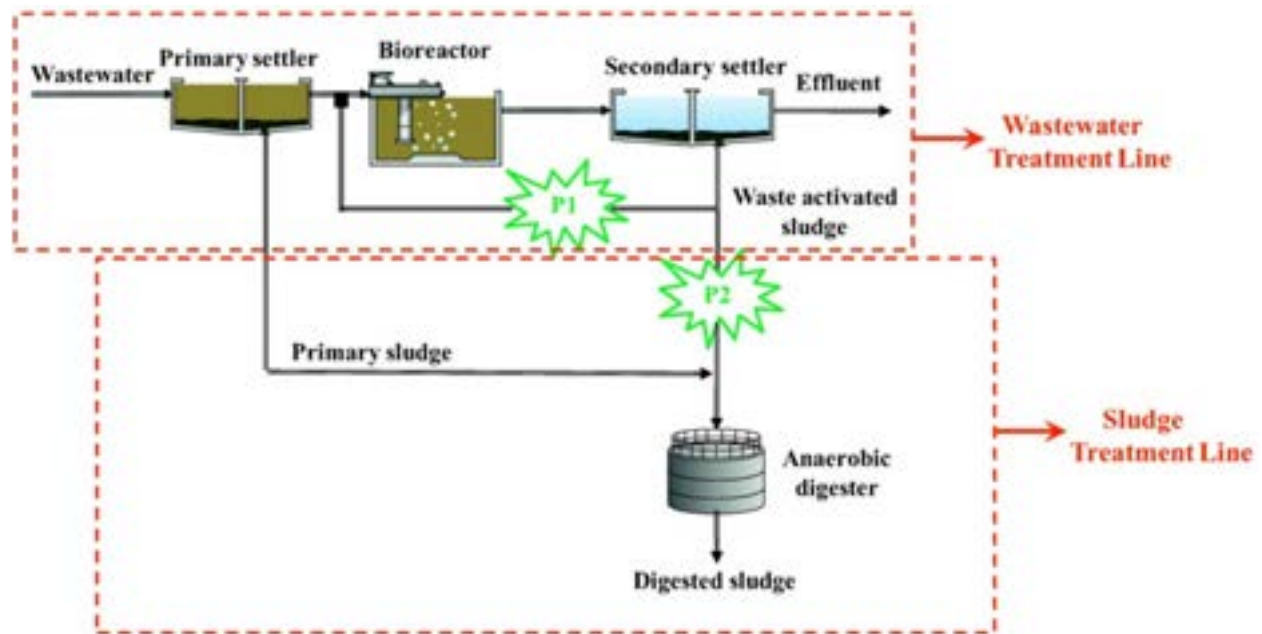 Wastewater
Primary settler
Bioreactor
Secondary settler
Effluent
Wastewater
Treatment Line
P1
Waste activated
sludge
P2
Primary sludge
Anaerobic
digester
Digested sludge
Sludge
Treatment Line